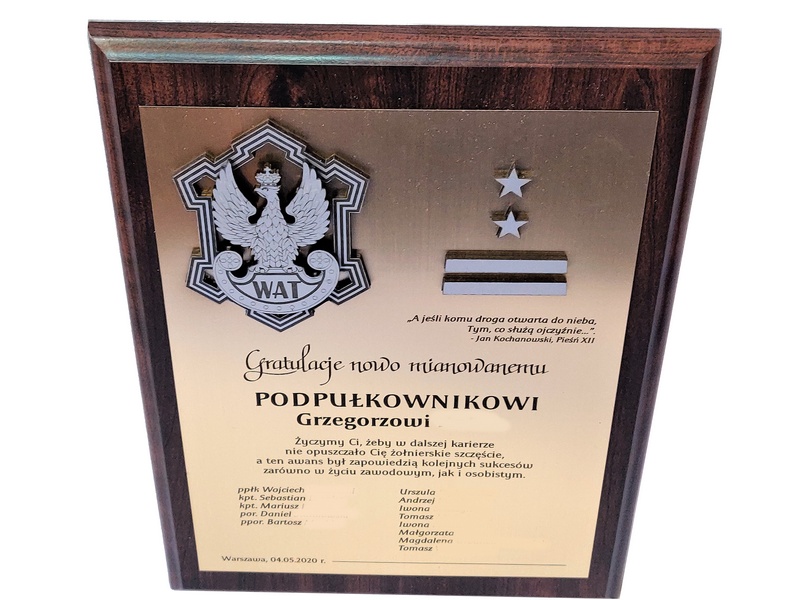 WAT
„A jeśli komu droga otwarta do nieba,
Tym, co służą ojczyźnie...”.
- Jan Kochanowski, Pieśń XII
Gratulacje nowo mianowanemu
PODPUŁKOWNIKOWI
Grzegorzowi
Życzymy Ci, żeby w dalszej karierze
nie opuszczało Cię żołnierskie szczęście,
a ten awans był zapowiedzią kolejnych sukcesów
zarówno w życiu zawodowym, jak i osobistym.
ppłk Wojciech
kpt. Sebastian
kpt. Mariusz
por. Daniel
ppor. Bartosz
Urszula
Andrzej
Iwona
Tomasz
Iwona
Małgorzata
Magdalena
Tomasz
Warszawa, 04.05.2020 r.